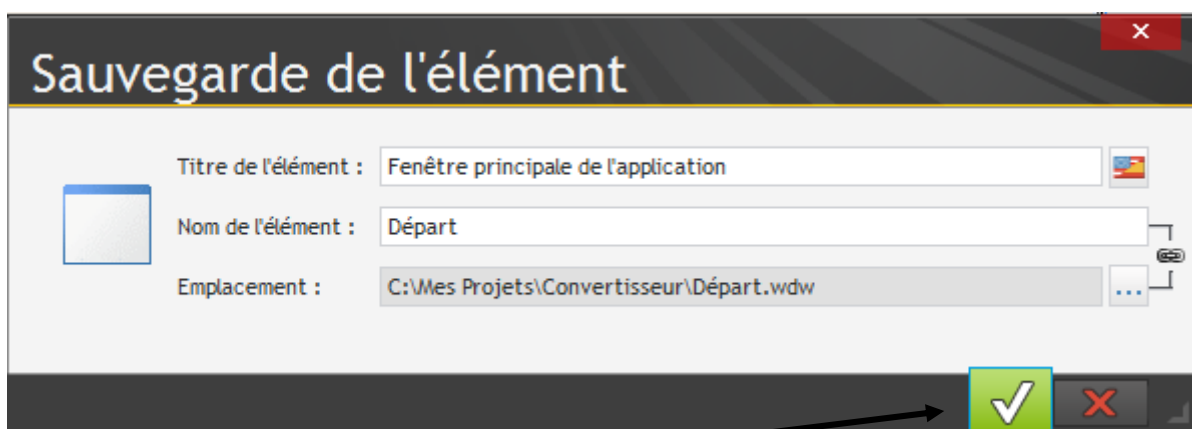 Sauvegarde de l'élément
Titre de l'élément : Fenêtre principale de l'application
Nom de l'élément : Départ
Emplacement : C:\Mes Projets\Convertisseur\Départ.wdw
...